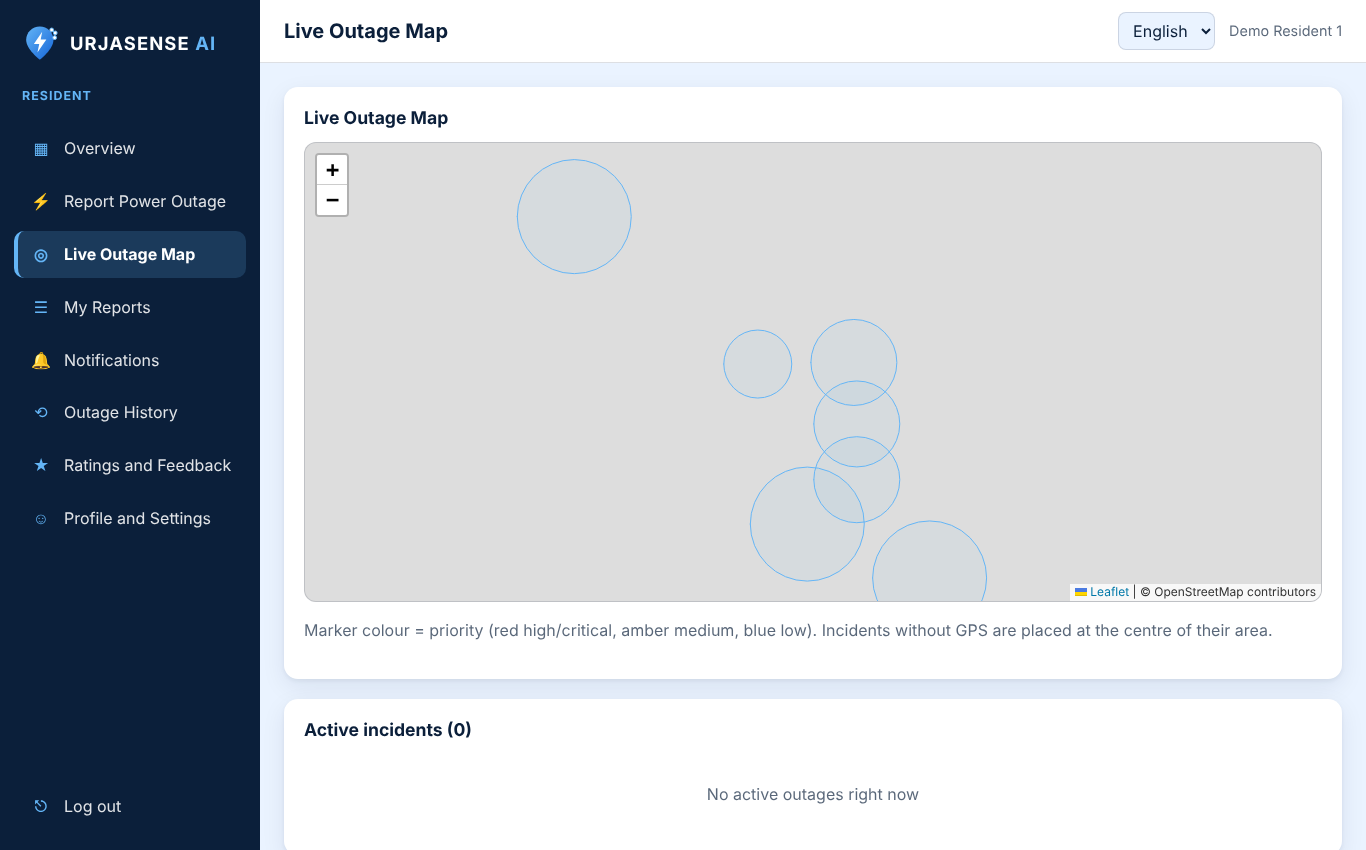 URJASENSE AI
RESIDENT
Overview
Report Power Outage
Live Outage Map
My Reports
Notifications
Outage History
Ratings and Feedback
Profile and Settings
Log out
Live Outage Map
English
Demo Resident 1
Live Outage Map
+
−
Leaflet | © OpenStreetMap contributors
Marker colour = priority (red high/critical, amber medium, blue low). Incidents without GPS are placed at the centre of their area.
Active incidents (0)
No active outages right now